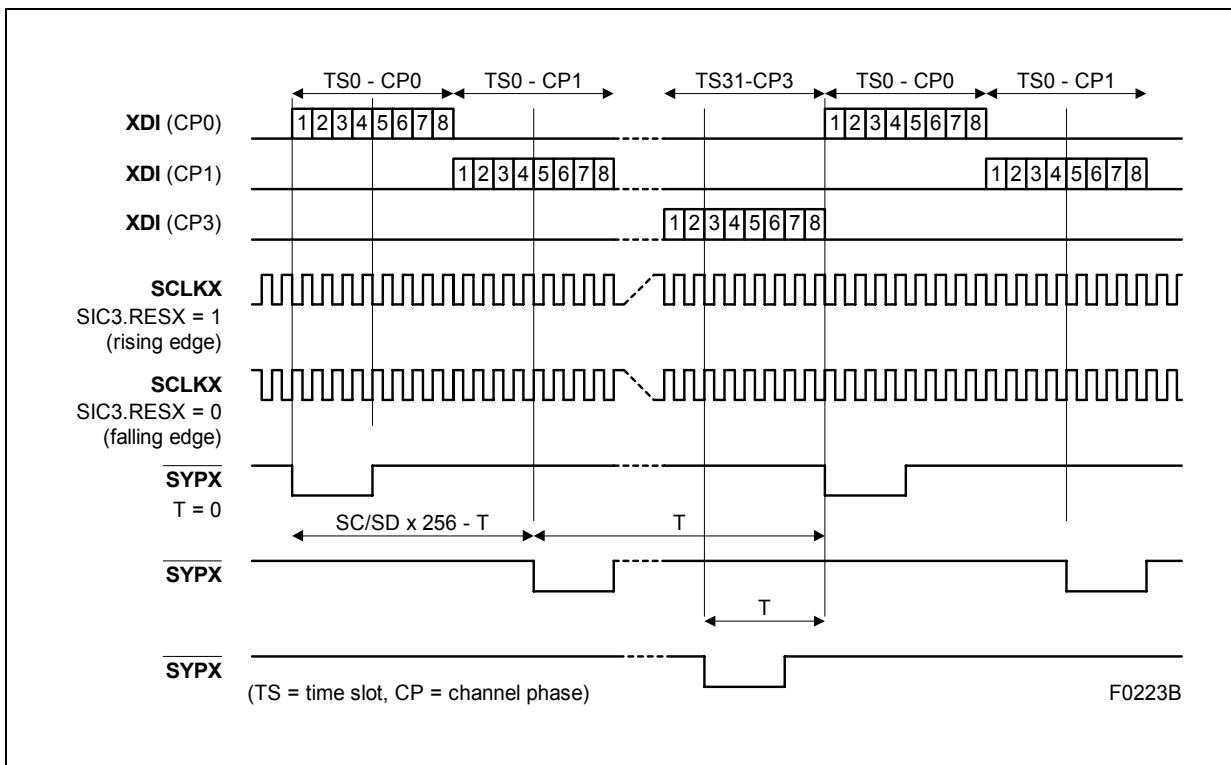 TS0 - CP0 TS0 - CP1 TS31-CP3 TS0 - CP0 TS0 - CP1
XDI (CP0) 1 2 3 4 5 6 7 8 1 2 3 4 5 6 7 8
XDI (CP1) 1 2 3 4 5 6 7 8 1 2 3 4 5 6 7 8
XDI (CP3) 1 2 3 4 5 6 7 8
SCLKX
SIC3.RESX = 1
(rising edge)
SCLKX
SIC3.RESX = 0
(falling edge)
SYPX
T = 0
SC/SD x 256 - T T
SYPX
T
SYPX
(TS = time slot, CP = channel phase) F0223B